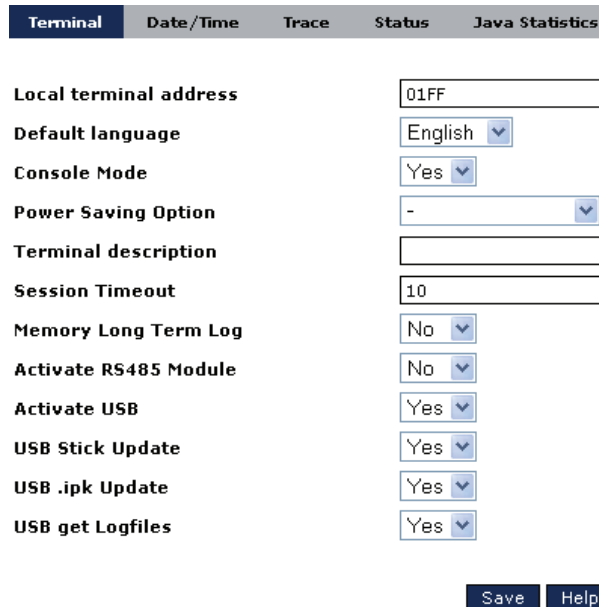 Terminal Date/Time Trace Status Java Statistics
Local terminal address 01FF
Default language English
Console Mode Yes
Power Saving Option -
Terminal description
Session Timeout 10
Memory Long Term Log No
Activate RS485 Module No
Activate USB Yes
USB Stick Update Yes
USB .ipk Update Yes
USB get Logfiles Yes
Save Help